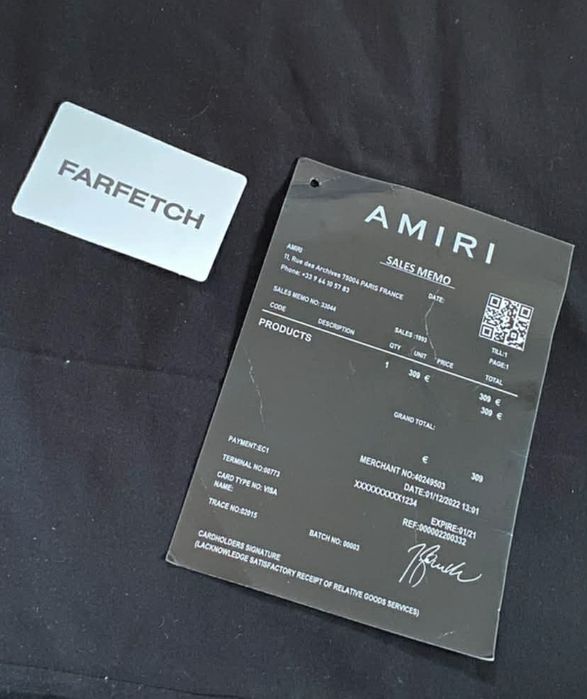 FARFETCH
AMIRI
SALES MEMO
AMIRI
11, Rue des Archives 75004 PARIS FRANCE
Phone: +33 9 64 10 57 83
DATE:
SALES MEMO NO: 33044
SALES :1993
TILL:1
PAGE:1
CODE DESCRIPTION QTY UNIT PRICE TOTAL
PRODUCTS
1 309 € 309 €
309 €
GRAND TOTAL:
€ 309
PAYMENT:EC1
MERCHANT NO:40249503
TERMINAL NO:00773
DATE:01/12/2022 13:01
CARD TYPE NO: VISA
XXXXXXXXXX1234
NAME:
EXPIRE:01/21
TRACE NO:02015
REF:000002200332
BATCH NO: 00003
CARDHOLDERS SIGNATURE
(LACKNOWLEDGE SATISFACTORY RECEIPT OF RELATIVE GOODS SERVICES)